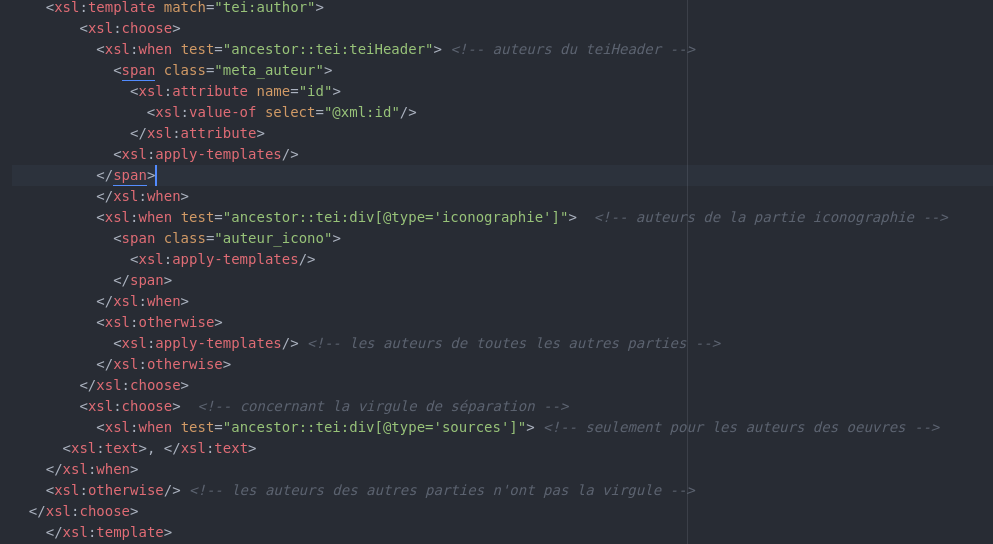 <xsl:template match="tei:author">
<xsl:choose>
<xsl:when test="ancestor::tei:teiHeader"> <!-- auteurs du teiHeader -->
<span class="meta_auteur">
<xsl:attribute name="id">
<xsl:value-of select="@xml:id"/>
</xsl:attribute>
<xsl:apply-templates/>
</span>
</xsl:when>
<xsl:when test="ancestor::tei:div[@type='iconographie']">  <!-- auteurs de la partie iconographie -->
<span class="auteur_icono">
<xsl:apply-templates/>
</span>
</xsl:when>
<xsl:otherwise>
<xsl:apply-templates/> <!-- les auteurs de toutes les autres parties -->
</xsl:otherwise>
</xsl:choose>
<xsl:choose>  <!-- concernant la virgule de séparation -->
<xsl:when test="ancestor::tei:div[@type='sources']"> <!-- seulement pour les auteurs des oeuvres -->
<xsl:text>, </xsl:text>
</xsl:when>
<xsl:otherwise/> <!-- les auteurs des autres parties n'ont pas la virgule -->
</xsl:choose>
</xsl:template>